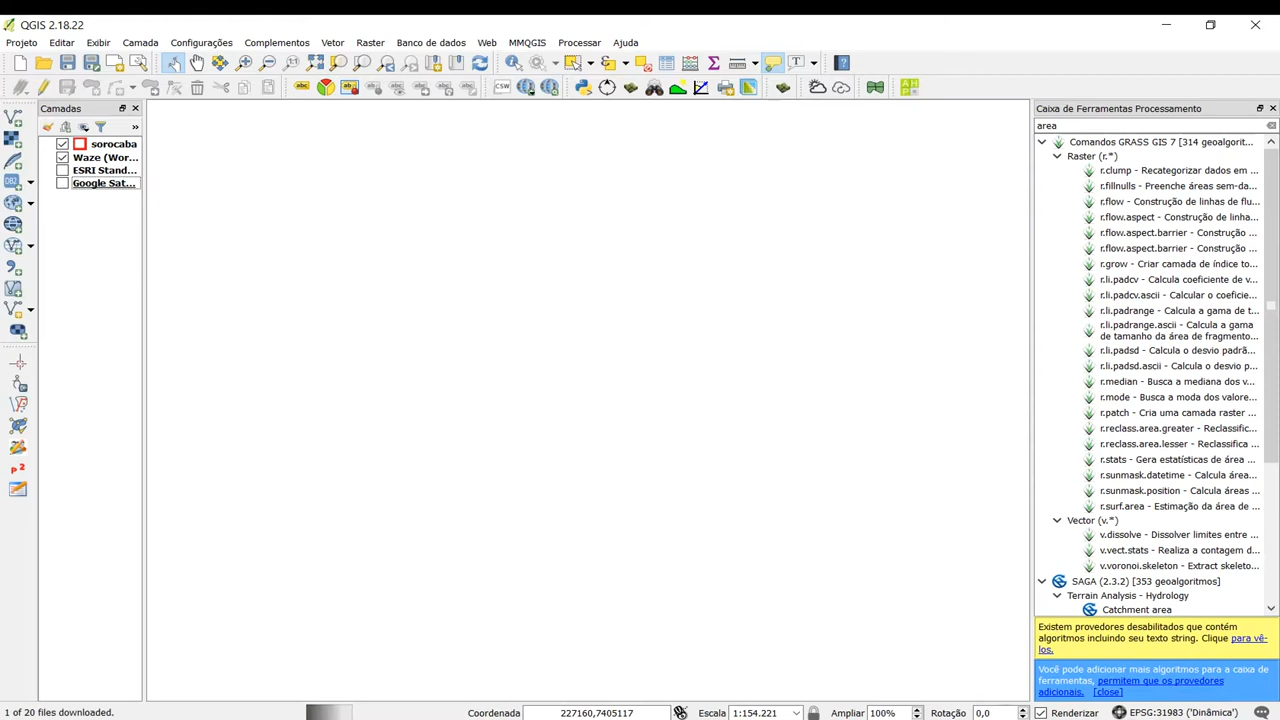 QGIS 2.18.22
Projeto Editar Exibir Camada Configurações Complementos Vetor Raster Banco de dados Web MMQGIS Processar Ajuda
Camadas
sorocaba
Waze (Wor...
ESRI Stand...
Google Sat...
Caixa de Ferramentas Processamento
area
Comandos GRASS GIS 7 [314 geoalgorit...
Raster (r.*)
r.clump - Recategorizar dados em ...
r.fillnulls - Preenche áreas sem-da...
r.flow - Construção de linhas de flu...
r.flow.aspect - Construção de linha...
r.flow.aspect.barrier - Construção ...
r.flow.aspect.barrier - Construção ...
r.grow - Criar camada de índice to...
r.li.padcv - Calcula coeficiente de v...
r.li.padcv.ascii - Calcular o coeficie...
r.li.padrange - Calcula a gama de t...
r.li.padrange.ascii - Calcula a gama
de tamanho da área de fragmento...
r.li.padsd - Calcula o desvio padrã...
r.li.padsd.ascii - Calcula o desvio p...
r.median - Busca a mediana dos v...
r.mode - Busca a moda dos valore...
r.patch - Cria uma camada raster ...
r.reclass.area.greater - Reclassific...
r.reclass.area.lesser - Reclassifica ...
r.stats - Gera estatísticas de área ...
r.sunmask.datetime - Calcula área...
r.sunmask.position - Calcula áreas ...
r.surf.area - Estimação da área de ...
Vector (v.*)
v.dissolve - Dissolver limites entre ...
v.vect.stats - Realiza a contagem d...
v.voronoi.skeleton - Extract skeleto...
SAGA (2.3.2) [353 geoalgoritmos]
Terrain Analysis - Hydrology
Catchment area
Existem provedores desabilitados que contém
algoritmos incluindo seu texto string. Clique para vê-
los.
Você pode adicionar mais algoritmos para a caixa de
ferramentas, permitem que os provedores
adicionais. [close]
1 of 20 files downloaded. Coordenada 227160,7405117 Escala 1:154.221 Ampliar 100% Rotação 0,0 Renderizar EPSG:31983 ('Dinâmica')